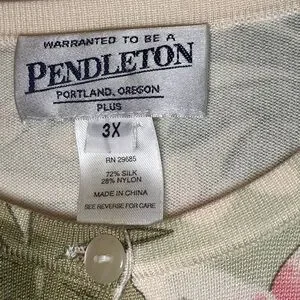 WARRANTED TO BE A
PENDLETON
PORTLAND, OREGON
PLUS
3X
RN 29685
72% SILK
28% NYLON
MADE IN CHINA
SEE REVERSE FOR CARE